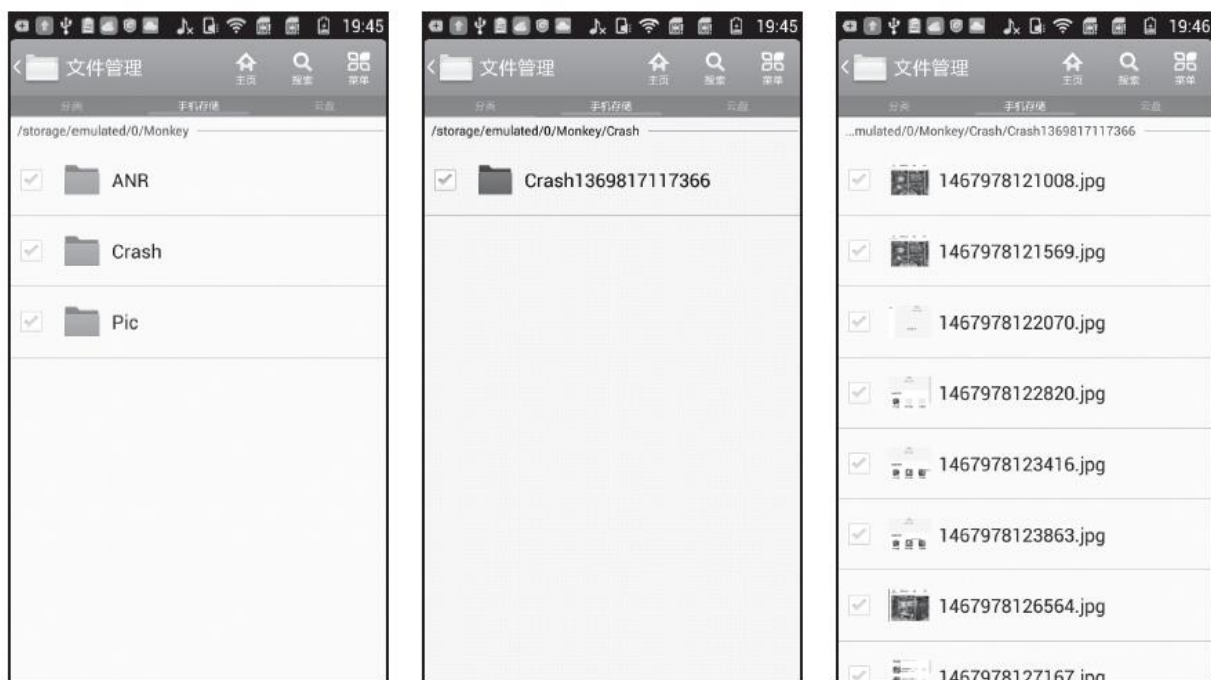 19:45
文件管理
主页
搜索
菜单
分类
手机存储
云盘
/storage/emulated/0/Monkey
ANR
Crash
Pic
19:45
文件管理
主页
搜索
菜单
分类
手机存储
云盘
/storage/emulated/0/Monkey/Crash
Crash1369817117366
19:46
文件管理
主页
搜索
菜单
分类
手机存储
云盘
...mulated/0/Monkey/Crash/Crash1369817117366
1467978121008.jpg
1467978121569.jpg
1467978122070.jpg
1467978122820.jpg
1467978123416.jpg
1467978123863.jpg
1467978126564.jpg
1467978127167.jpg